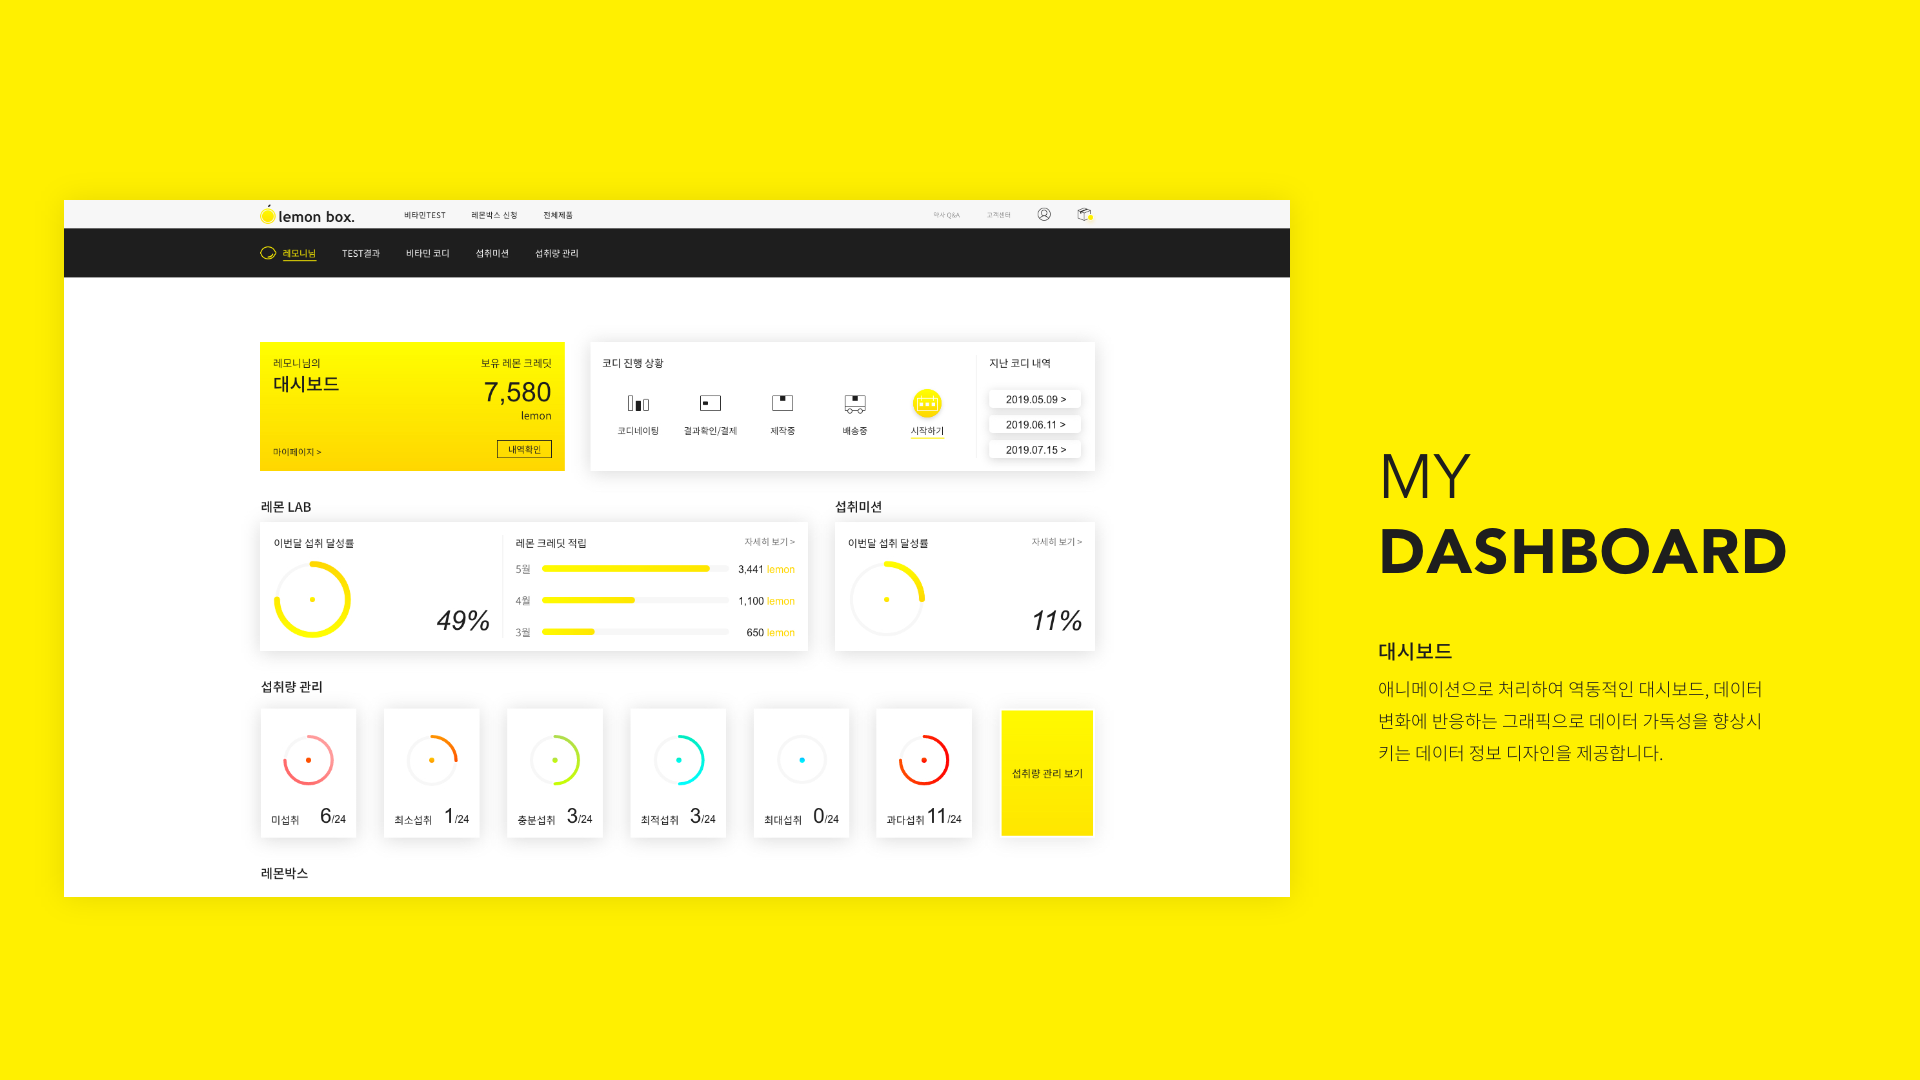 lemon box.
비타민TEST 레몬박스 신청 전체제품 약사 Q&A 고객센터
레모니님 TEST결과 비타민 코디 섭취미션 섭취량 관리
레모니님의
대시보드
보유 레몬 크레딧
7,580
lemon
마이페이지 >
내역확인
코디 진행 상황
코디네이팅 결과확인/결제 제작중 배송중 시작하기
지난 코디 내역
2019.05.09 >
2019.06.11 >
2019.07.15 >
레몬 LAB
이번달 섭취 달성률
49%
레몬 크레딧 적립 자세히 보기 >
5월 3,441 lemon
4월 1,100 lemon
3월 650 lemon
섭취미션
이번달 섭취 달성률 자세히 보기 >
11%
섭취량 관리
미섭취 6/24
최소섭취 1/24
충분섭취 3/24
최적섭취 3/24
최대섭취 0/24
과다섭취 11/24
섭취량 관리 보기
레몬박스
MY
DASHBOARD
대시보드
애니메이션으로 처리하여 역동적인 대시보드, 데이터
변화에 반응하는 그래픽으로 데이터 가독성을 향상시
키는 데이터 정보 디자인을 제공합니다.